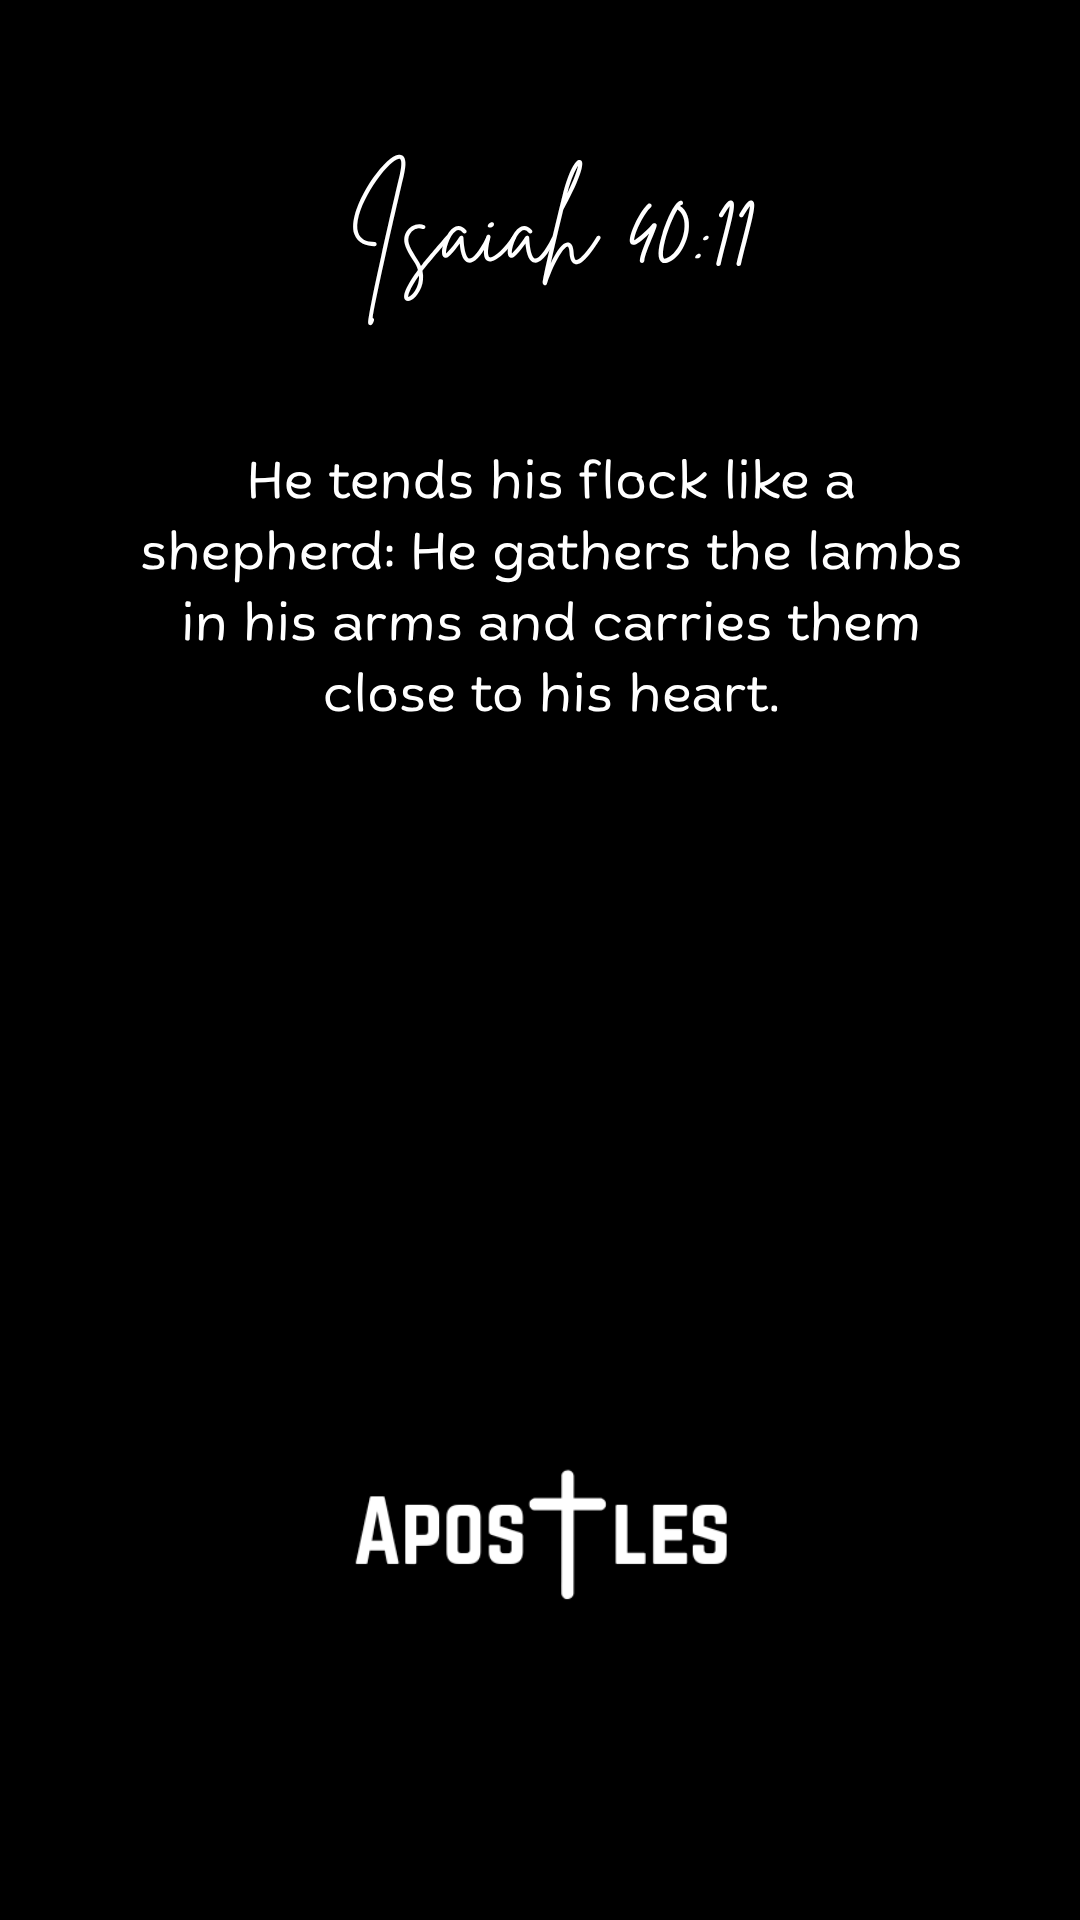 Isaiah 40:11
He tends his flock like a
shepherd: He gathers the lambs
in his arms and carries them
close to his heart.
APOSTLES